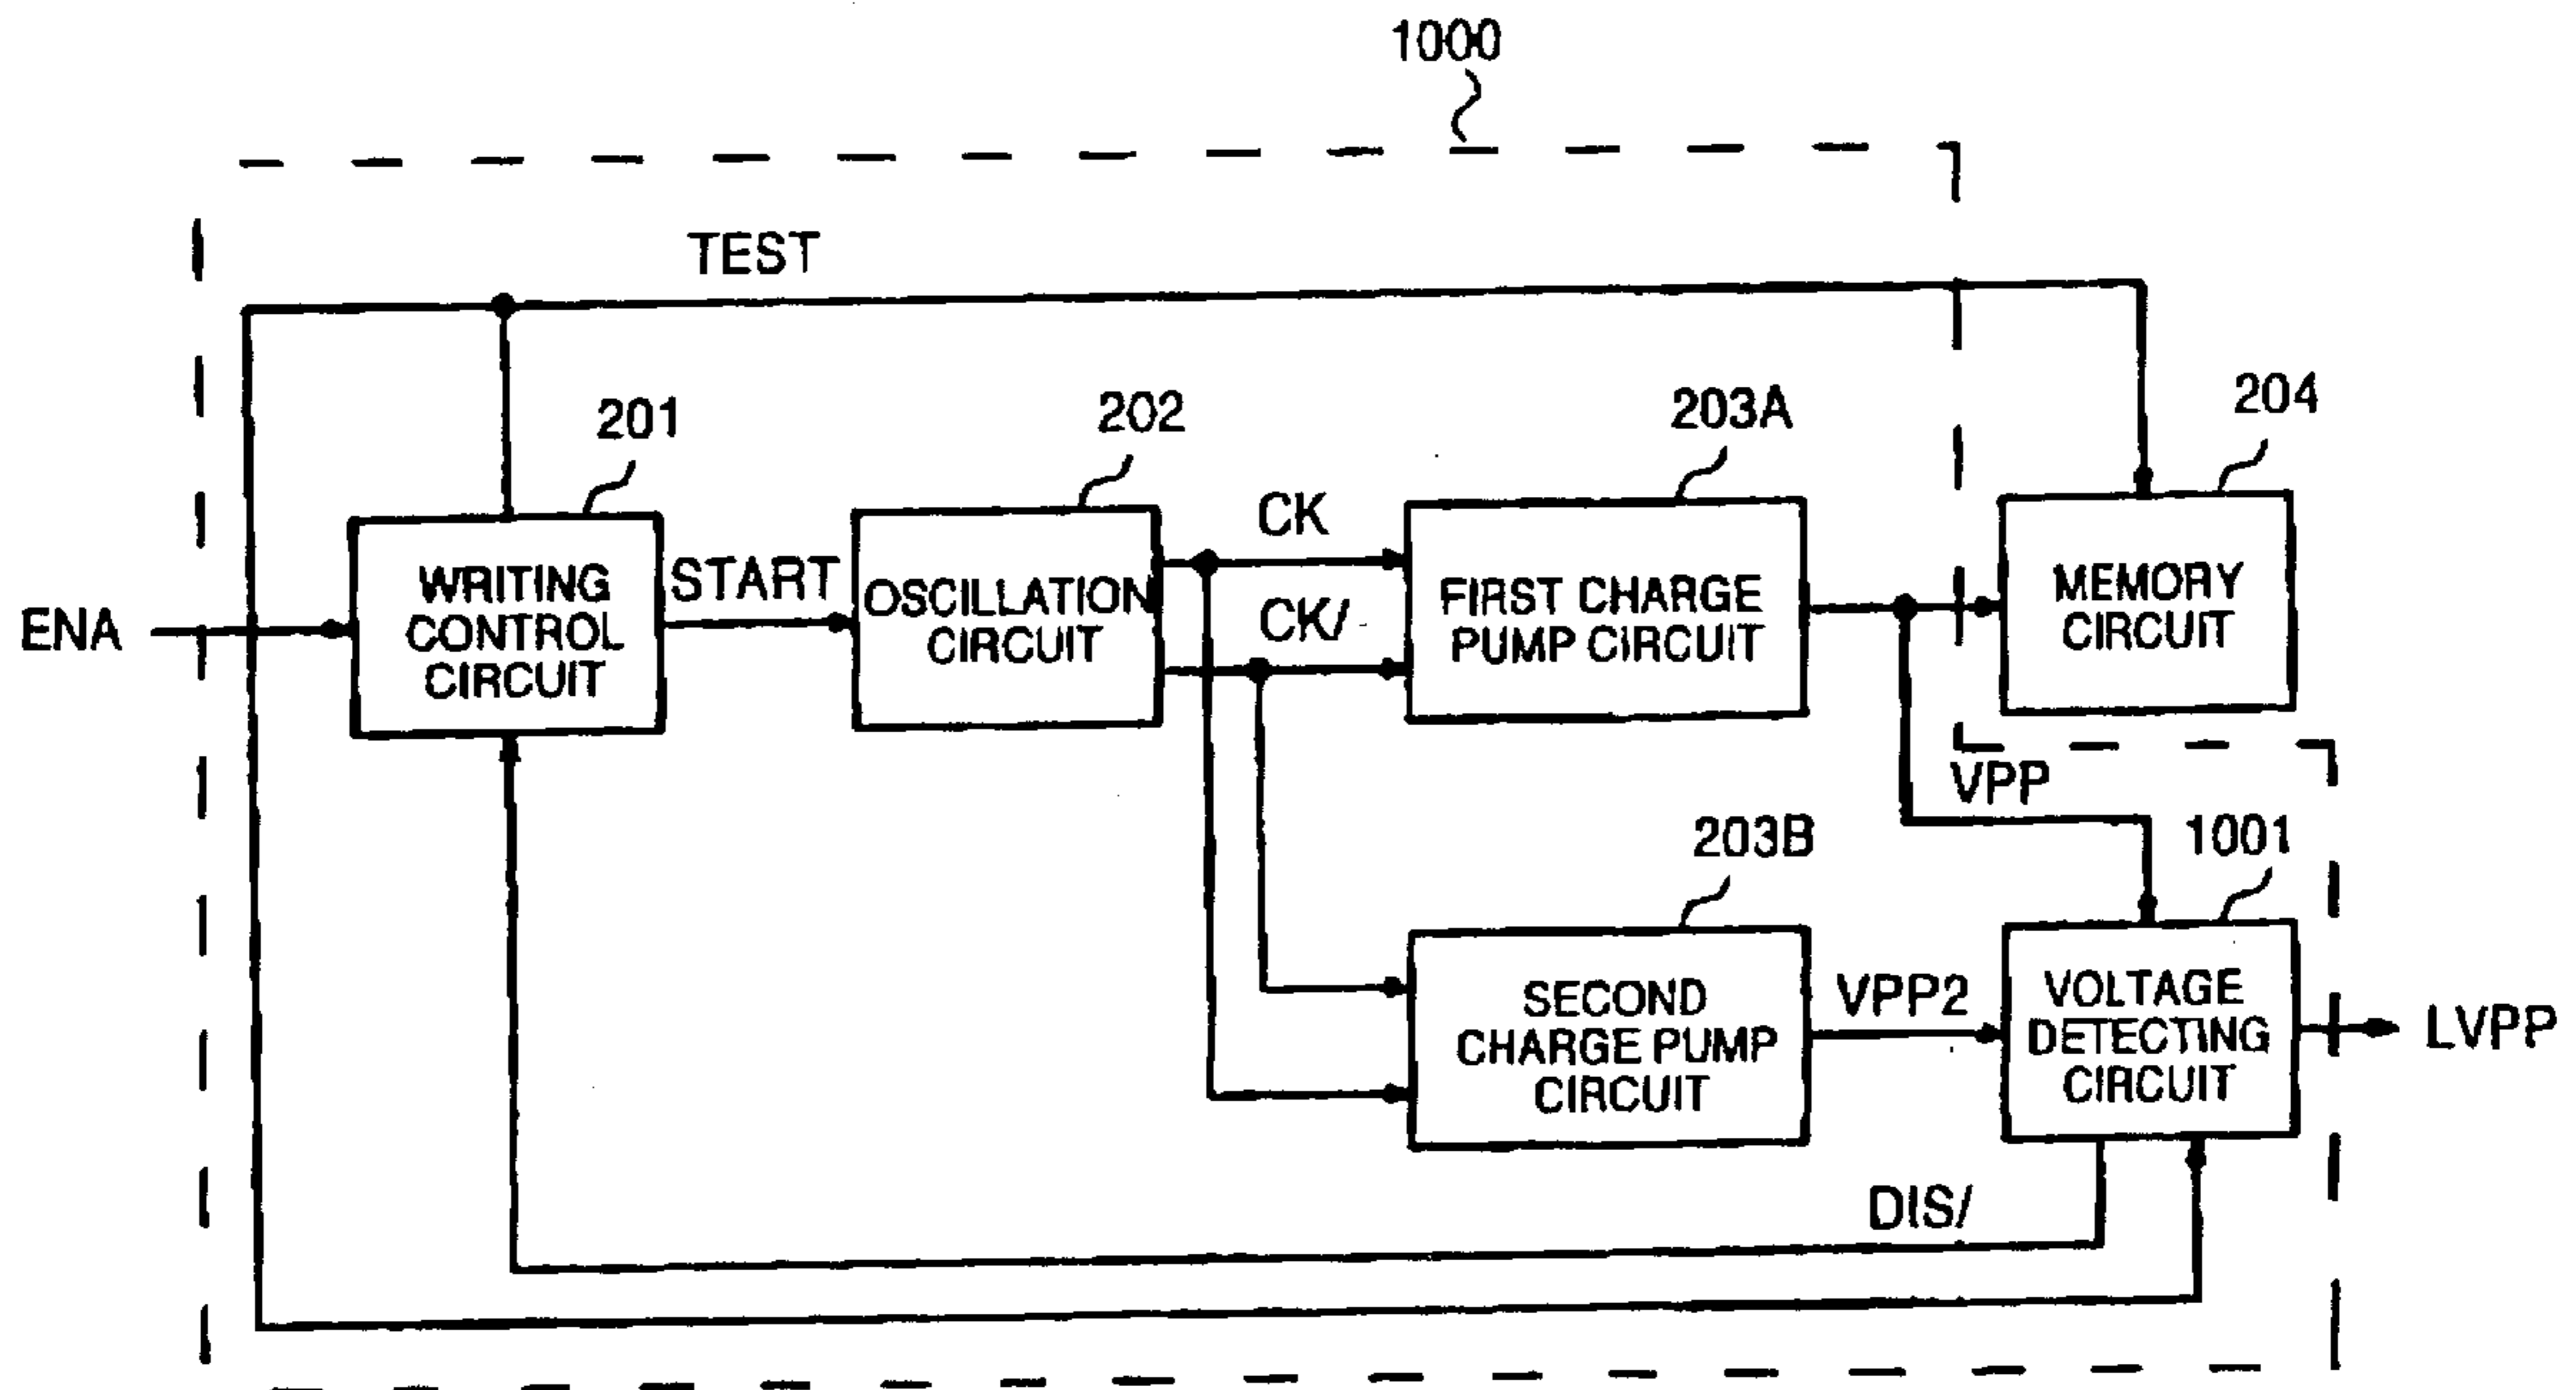 1000
TEST
201
202
203A
204
ENA
WRITING
CONTROL
CIRCUIT
START
OSCILLATION
CIRCUIT
CK
CK/
FIRST CHARGE
PUMP CIRCUIT
MEMORY
CIRCUIT
VPP
203B
1001
SECOND
CHARGE PUMP
CIRCUIT
VPP2
VOLTAGE
DETECTING
CIRCUIT
LVPP
DIS/